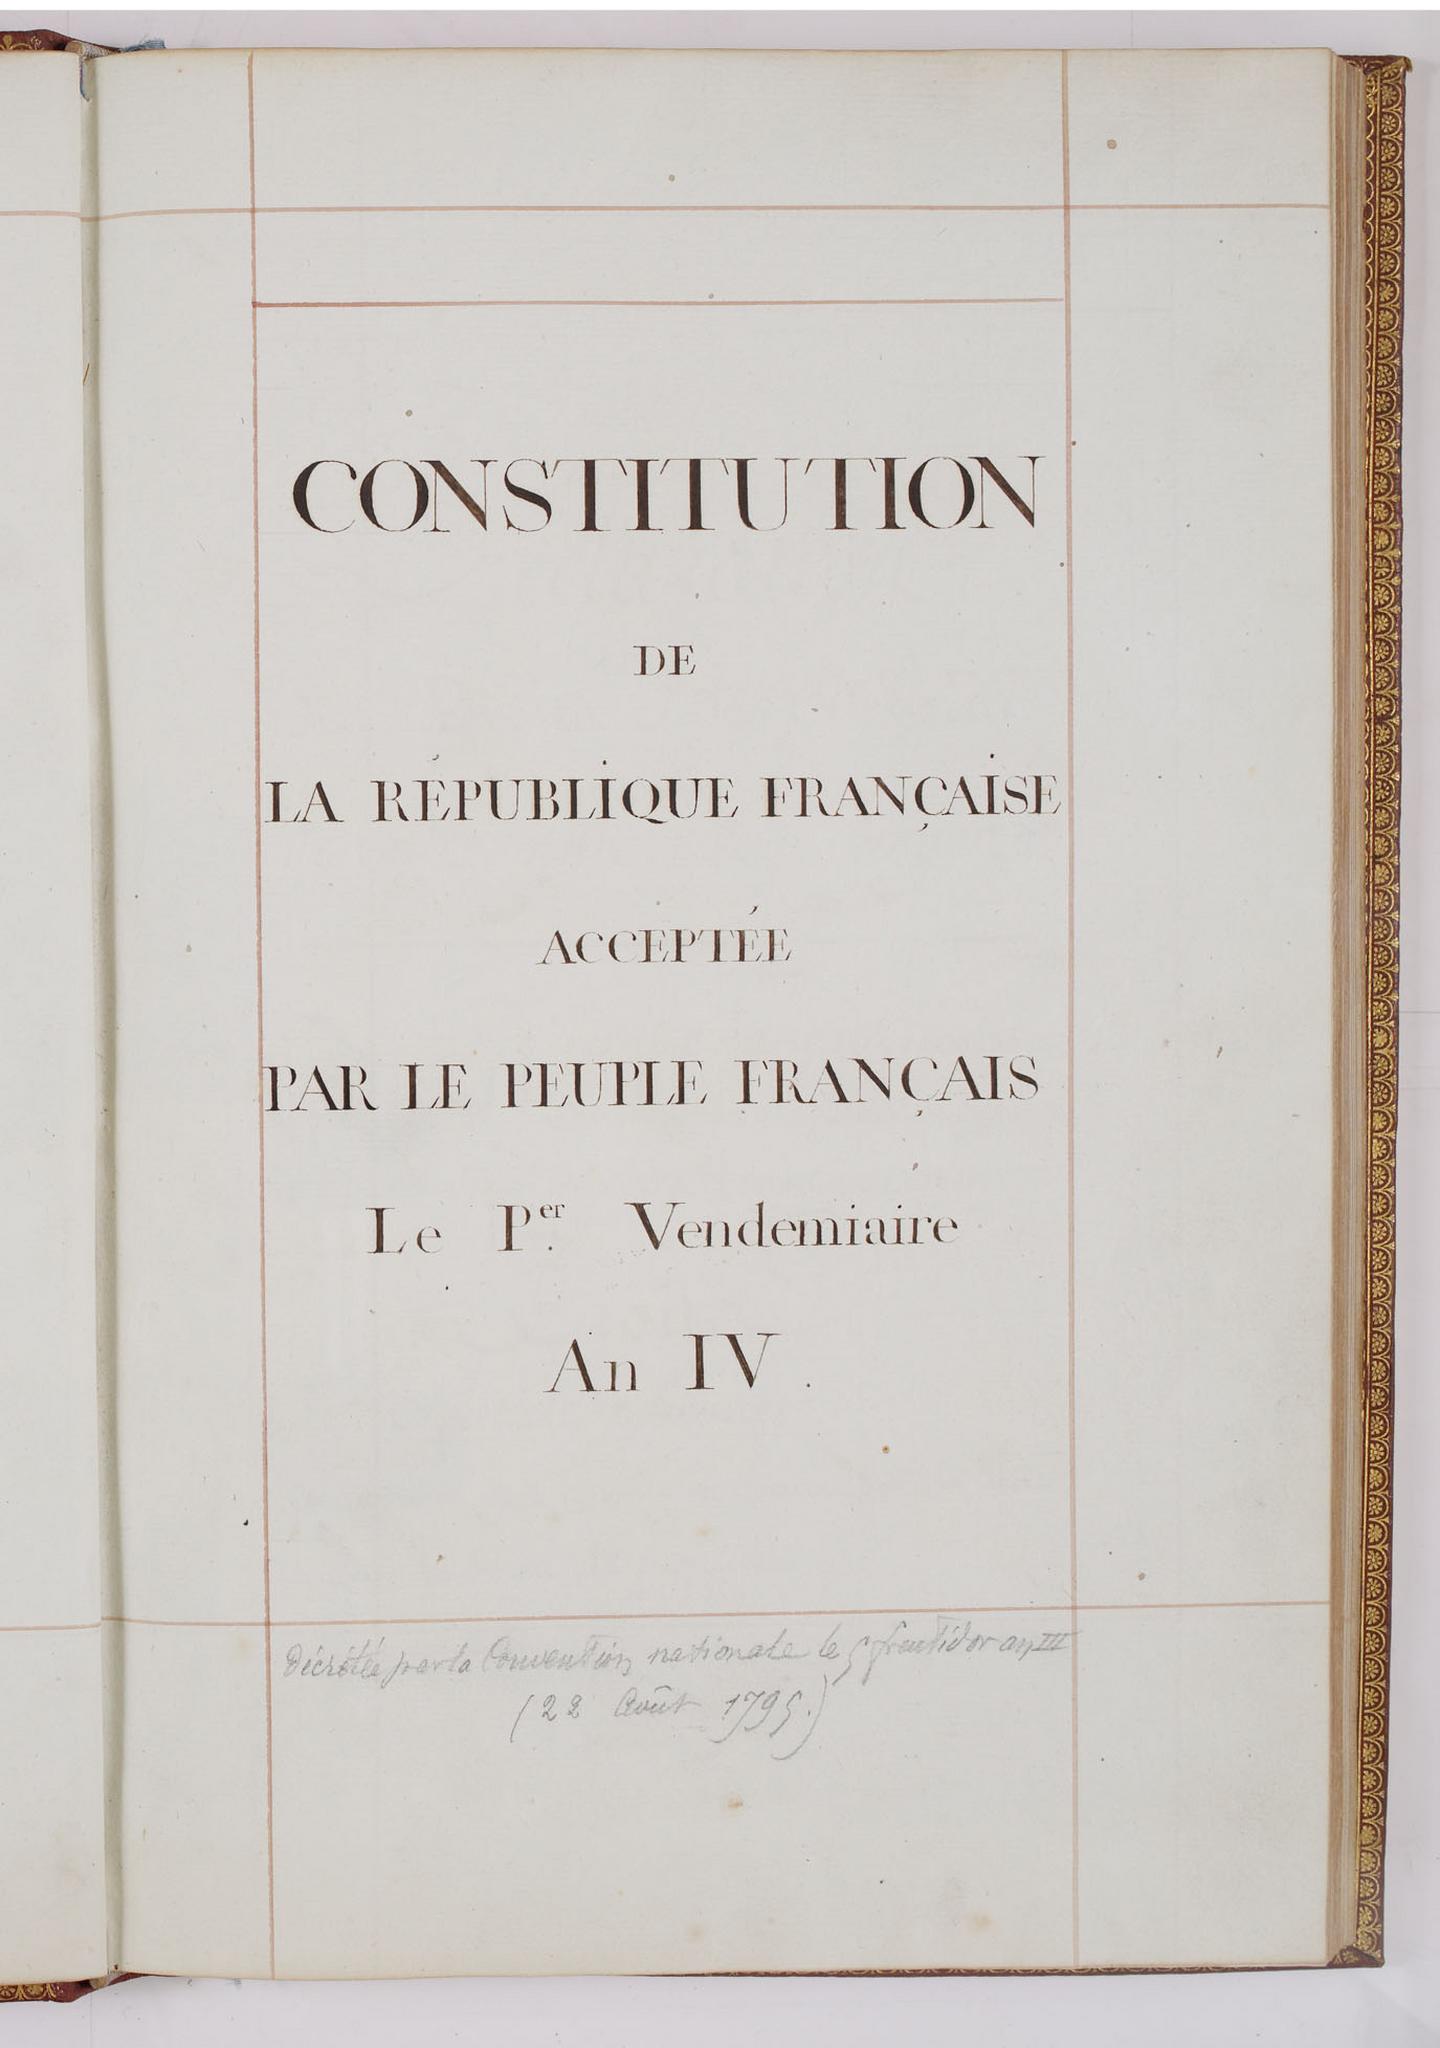 CONSTITUTION
DE
LA RÉPUBLIQUE FRANÇAISE
ACCEPTÉE
PAR LE PEUPLE FRANÇAIS
Le P.er Vendemiaire
An IV.
Décrétée par la Convention nationale le 5 fructidor an III
(22 Août 1795.)